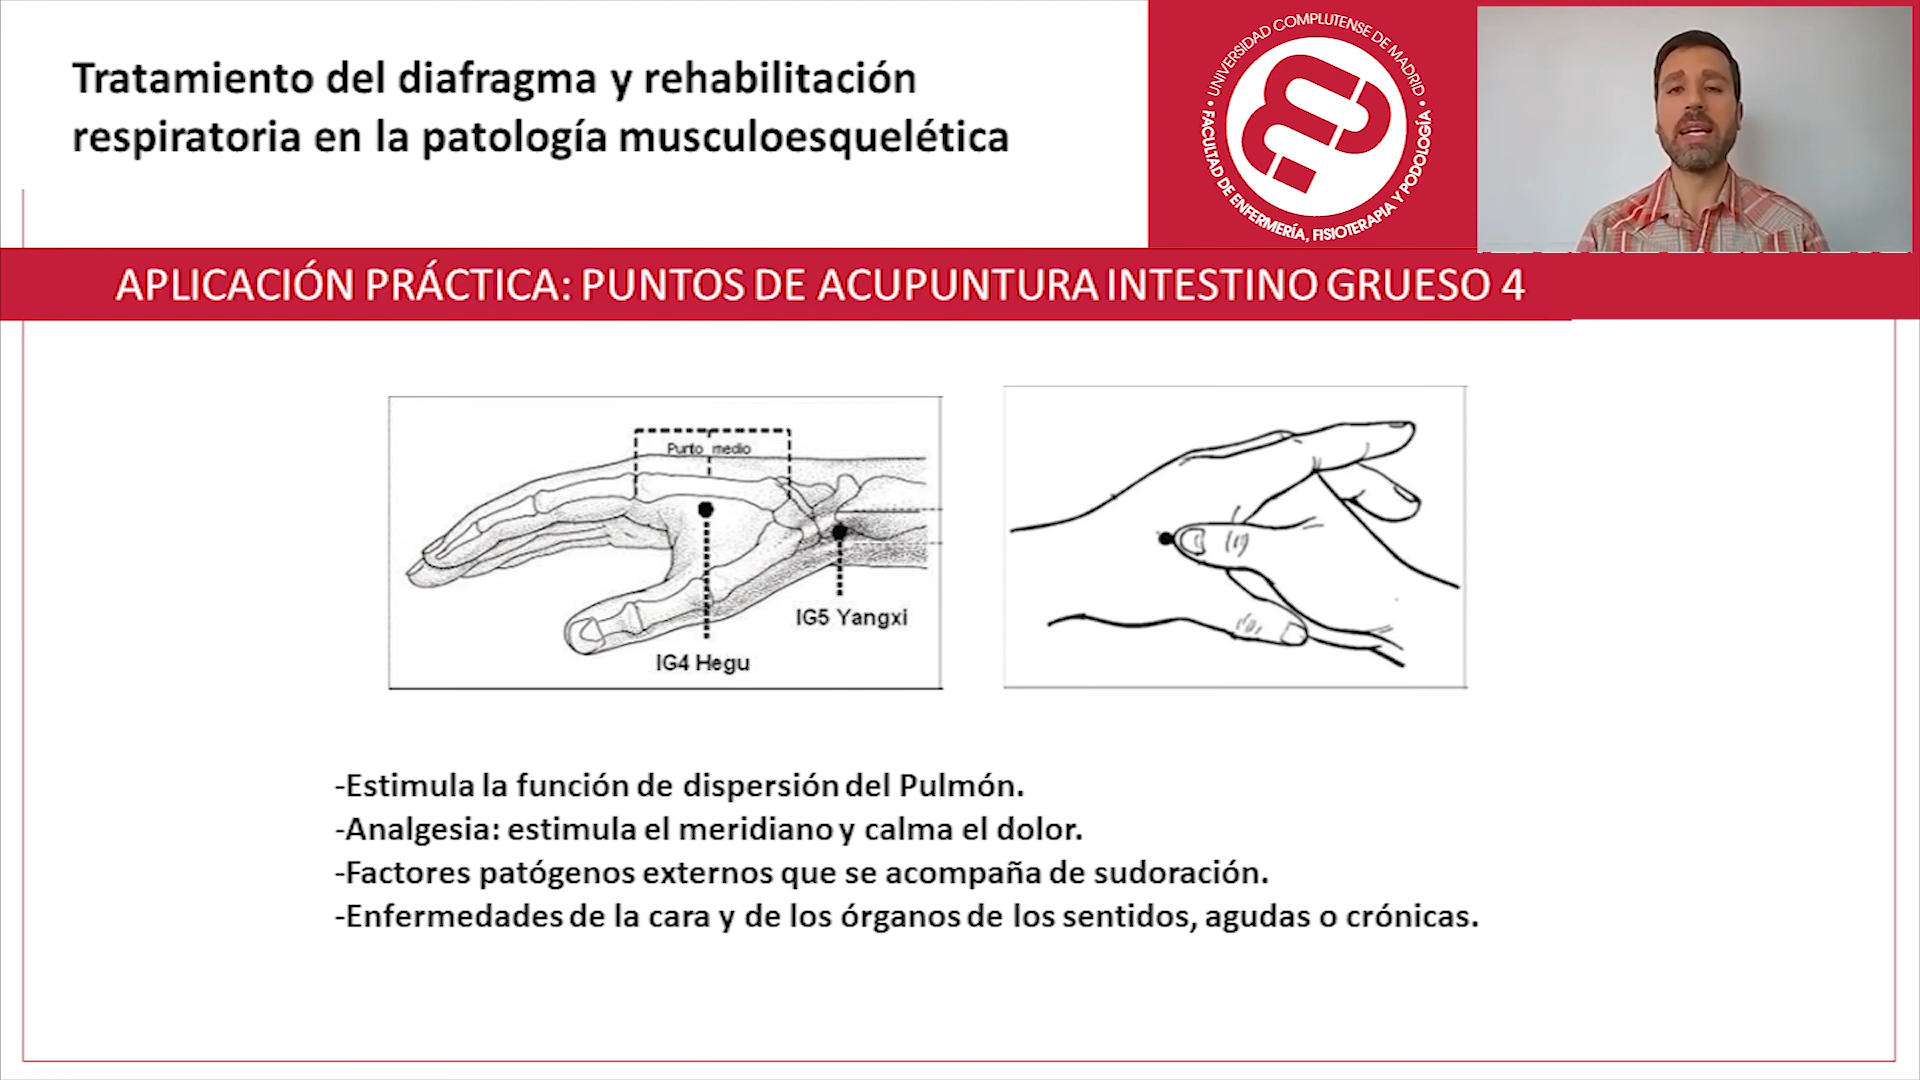 Tratamiento del diafragma y rehabilitación
respiratoria en la patología musculoesquelética
• UNIVERSIDAD COMPLUTENSE DE MADRID •
FACULTAD DE ENFERMERÍA, FISIOTERAPIA Y PODOLOGÍA
APLICACIÓN PRÁCTICA: PUNTOS DE ACUPUNTURA INTESTINO GRUESO 4
Punto medio
IG5 Yangxi
IG4 Hegu
-Estimula la función de dispersión del Pulmón.
-Analgesia: estimula el meridiano y calma el dolor.
-Factores patógenos externos que se acompaña de sudoración.
-Enfermedades de la cara y de los órganos de los sentidos, agudas o crónicas.